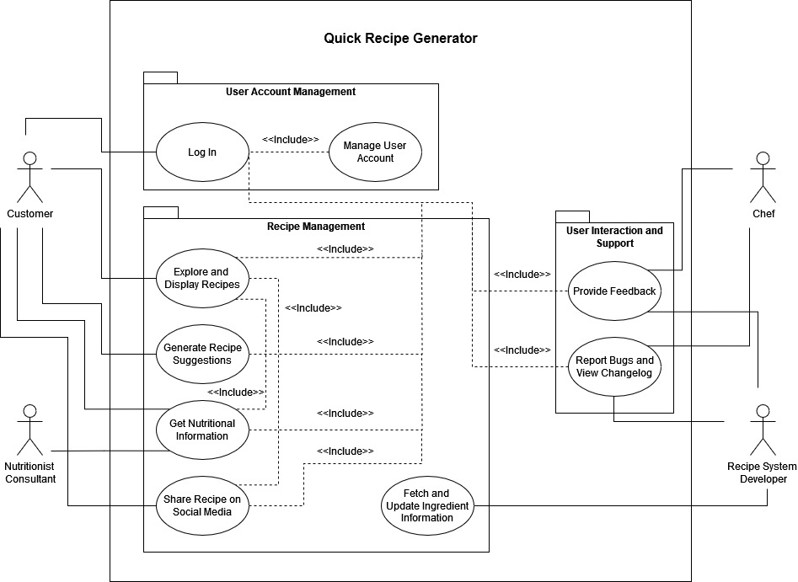 Quick Recipe Generator
User Account Management
Log In
<<Include>>
Manage User
Account
Customer
Chef
Recipe Management
User Interaction and
Support
<<Include>>
Explore and
Display Recipes
<<Include>>
Provide Feedback
<<Include>>
Generate Recipe
Suggestions
<<Include>>
<<Include>>
Report Bugs and
View Changelog
<<Include>>
Get Nutritional
Information
<<Include>>
<<Include>>
Nutritionist
Consultant
Recipe System
Developer
Share Recipe on
Social Media
Fetch and
Update Ingredient
Information